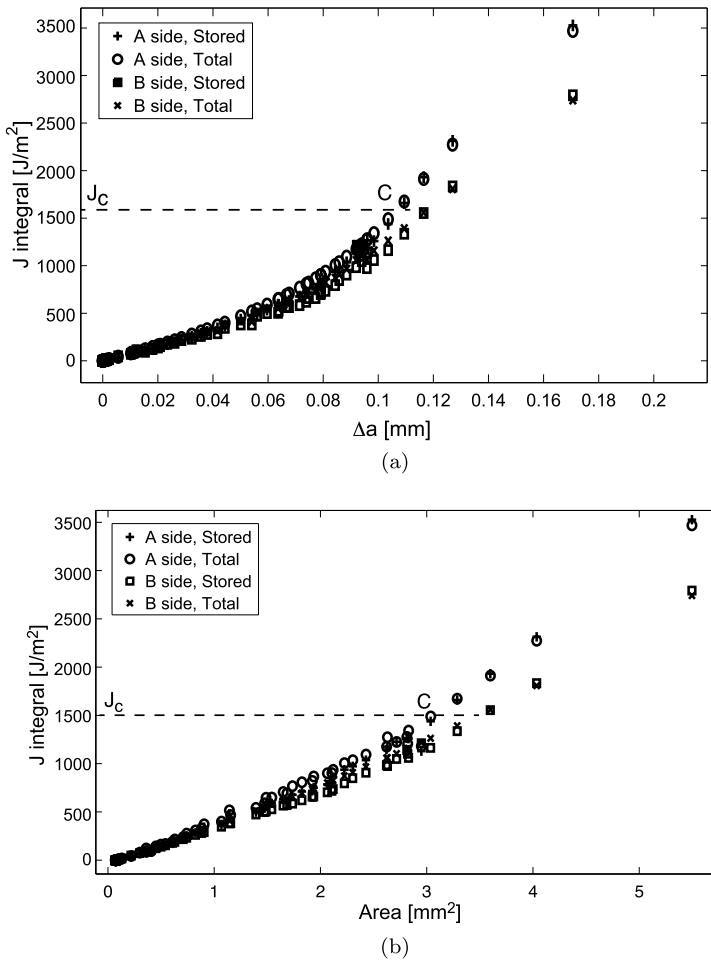 3500
3000
2500
2000
1500
1000
500
0
J integral [J/m²]
A side, Stored
A side, Total
B side, Stored
B side, Total
J_C
C
0 0.02 0.04 0.06 0.08 0.1 0.12 0.14 0.16 0.18 0.2
Δa [mm]
(a)
3500
3000
2500
2000
1500
1000
500
0
J integral [J/m²]
A side, Stored
A side, Total
B side, Stored
B side, Total
J_C
C
0 1 2 3 4 5
Area [mm²]
(b)